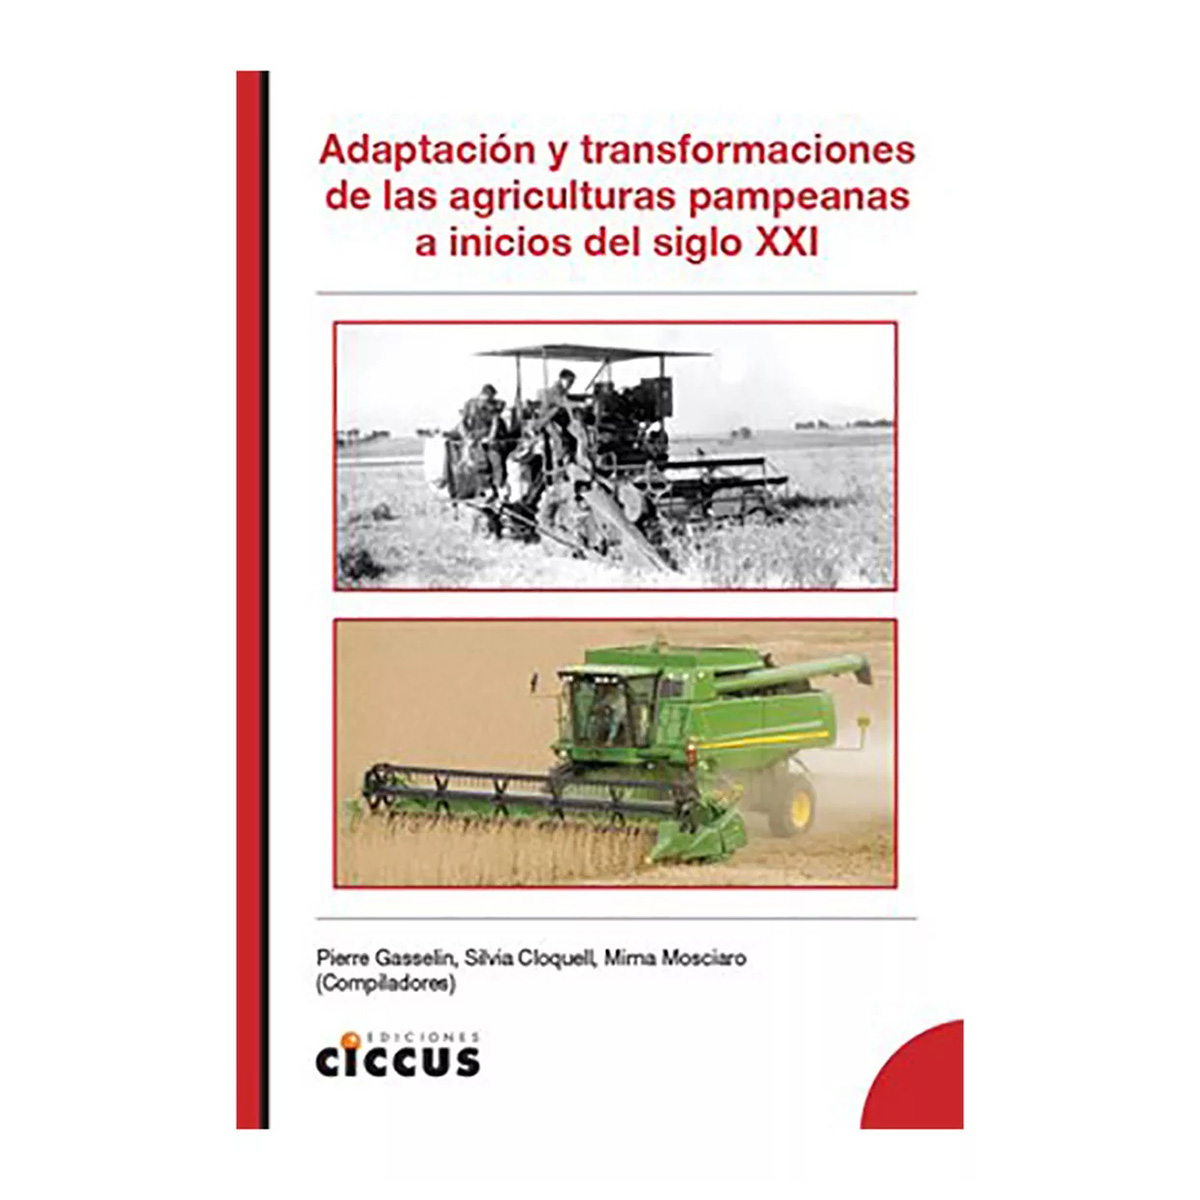 Adaptación y transformaciones
de las agriculturas pampeanas
a inicios del siglo XXI
Pierre Gasselin, Silvia Cloquell, Mirna Mosciaro
(Compiladores)
EDICIONES
CICCUS